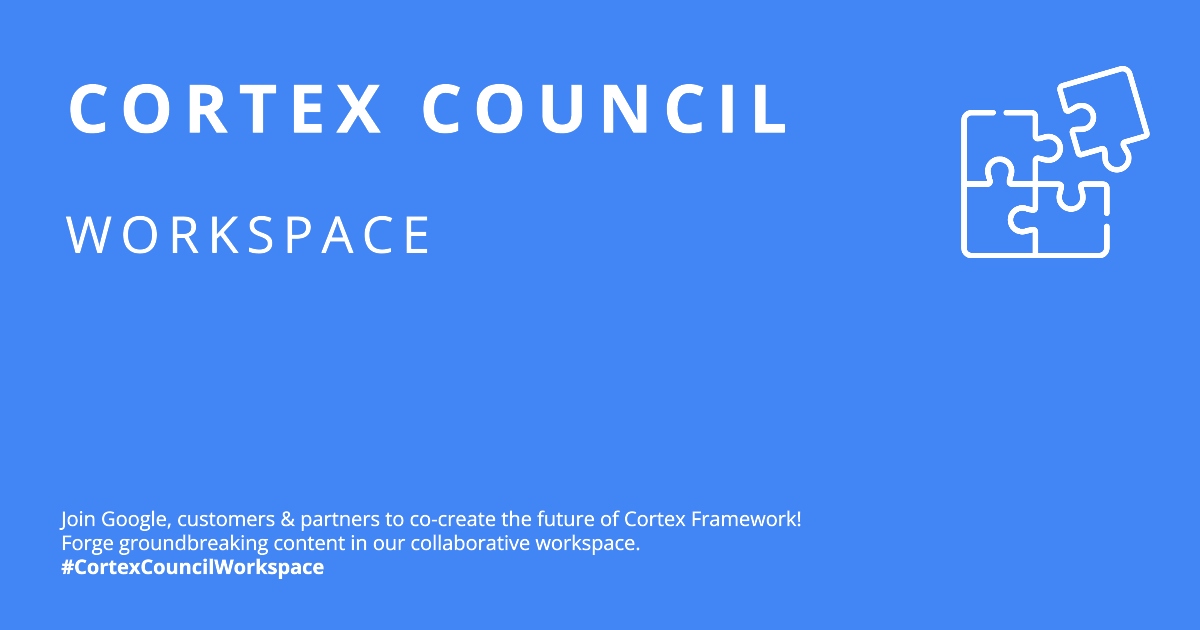 CORTEX COUNCIL
WORKSPACE
Join Google, customers & partners to co-create the future of Cortex Framework!
Forge groundbreaking content in our collaborative workspace.
#CortexCouncilWorkspace